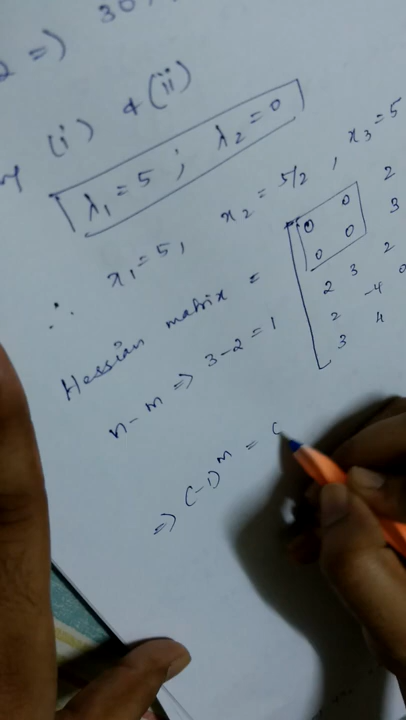 30
2 =)
(i) & (ii)
λ₁ = 5 ; λ₂ = 0
∴ x₁ = 5, x₂ = 5/2, x₃ = 5
Hessian matrix =
0 0 2
0 0 3
2 3 2
2 -4 0
3 4
n - m => 3-2 = 1
=> (-1)ᵐ = (